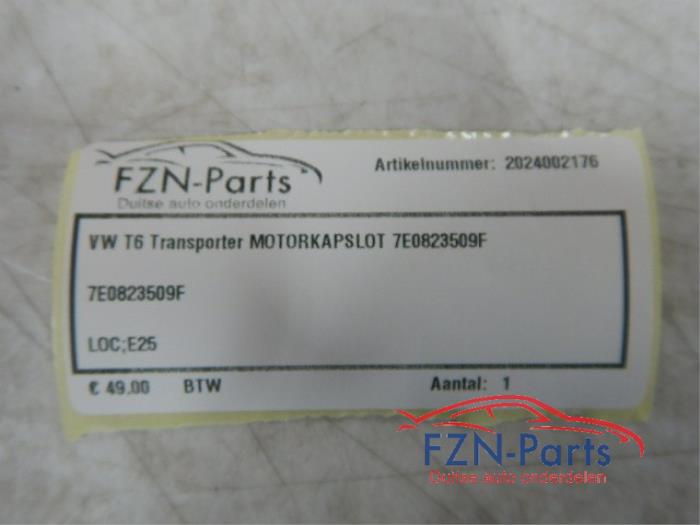 FZN-Parts
Duitse auto onderdelen
Artikelnummer: 2024002176
VW T6 Transporter MOTORKAPSLOT 7E0823509F
7E0823509F
LOC;E25
€ 49.00 BTW Aantal: 1
FZN-Parts
Duitse auto onderdelen